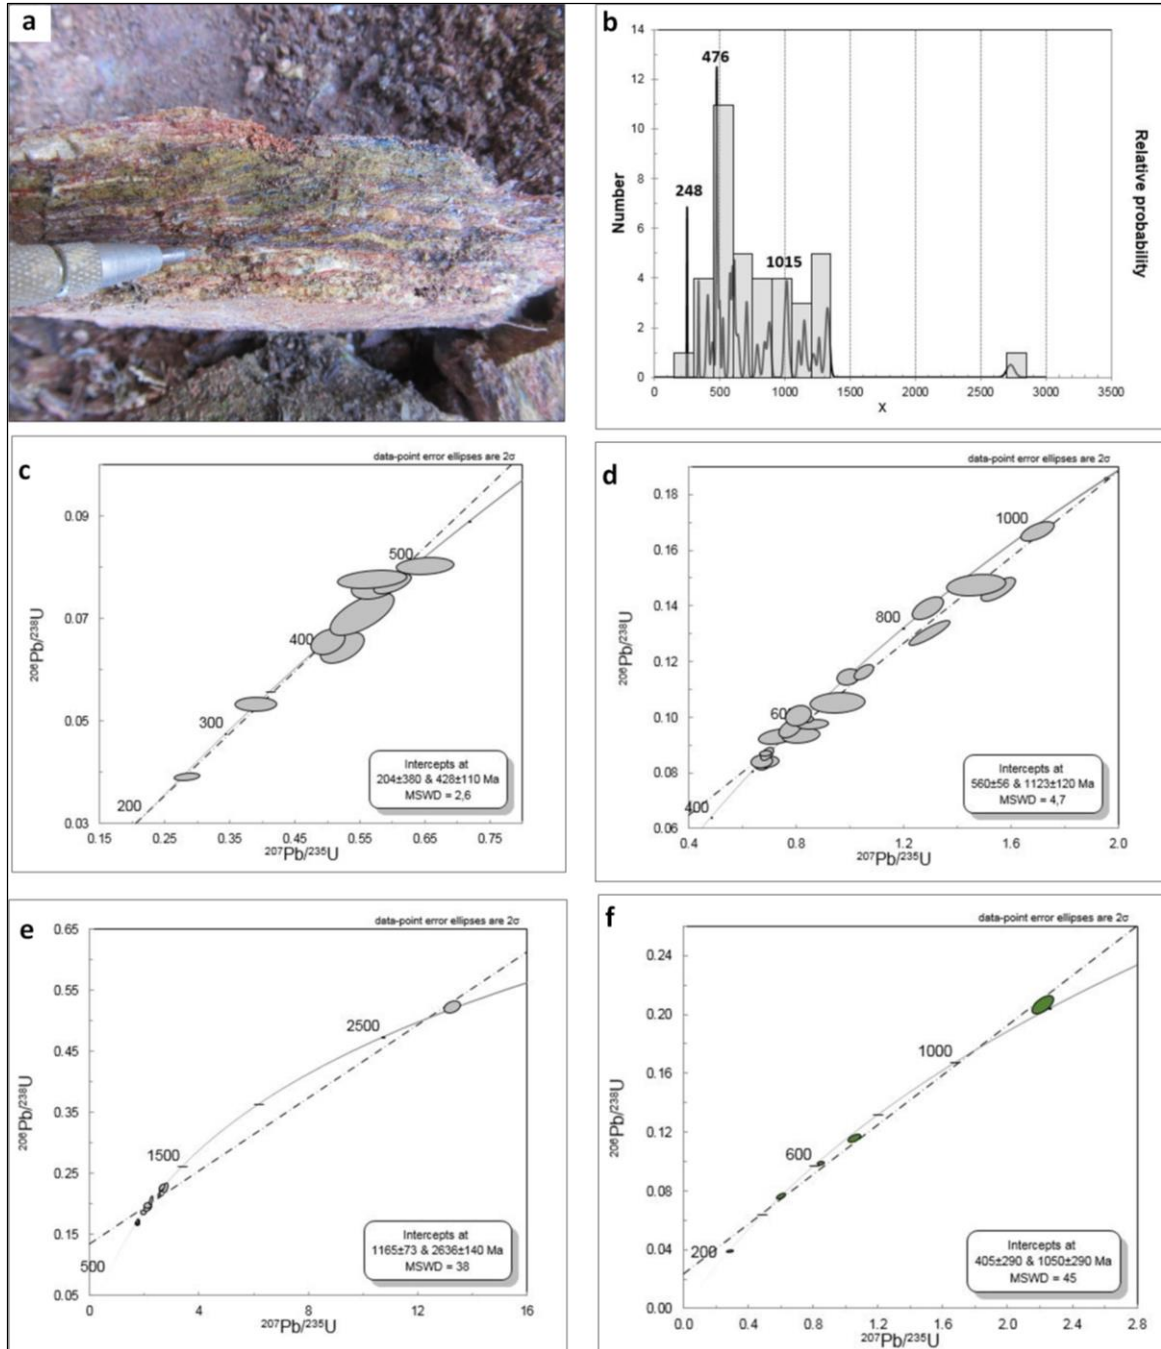 a
b
14
12
10
8
6
4
2
0
Number
476
248
1015
Relative probability
0
500
1000
1500
2000
2500
3000
3500
X
c
data-point error ellipses are 2σ
0.09
0.07
0.05
0.03
206Pb/238U
500
400
300
200
Intercepts at
204±380 & 428±110 Ma
MSWD = 2,6
0.15
0.25
0.35
0.45
0.55
0.65
0.75
207Pb/235U
d
data-point error ellipses are 2σ
0.18
0.16
0.14
0.12
0.10
0.08
0.06
206Pb/238U
1000
800
400
Intercepts at
560±56 & 1123±120 Ma
MSWD = 4,7
0.4
0.8
1.2
1.6
2.0
207Pb/235U
e
data-point error ellipses are 2σ
0.65
0.55
0.45
0.35
0.25
0.15
0.05
206Pb/238U
2500
1500
500
Intercepts at
1165±73 & 2636±140 Ma
MSWD = 38
0
4
8
12
16
207Pb/235U
f
data-point error ellipses are 2σ
0.24
0.20
0.16
0.12
0.08
0.04
0.00
206Pb/238U
1000
600
200
Intercepts at
405±290 & 1050±290 Ma
MSWD = 45
0.0
0.4
0.8
1.2
1.6
2.0
2.4
2.8
207Pb/235U